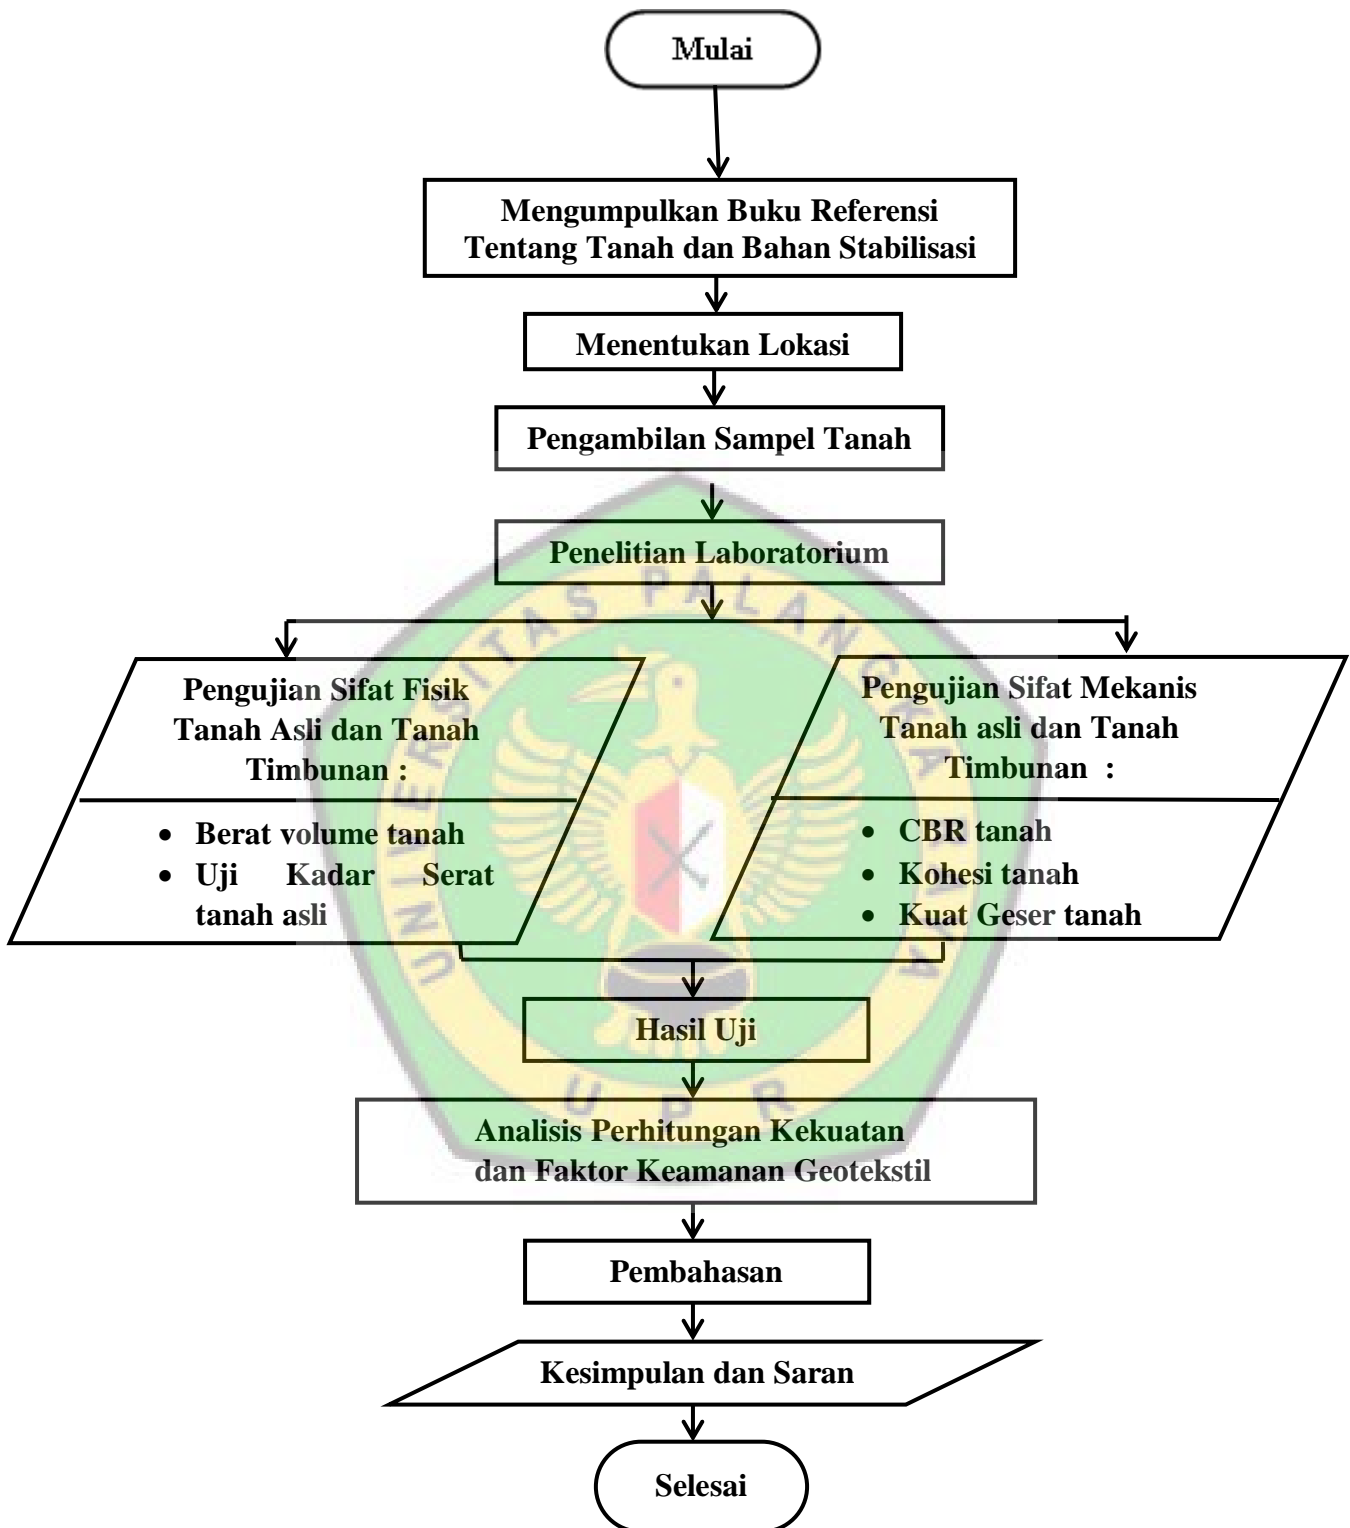 Mulai
Mengumpulkan Buku Referensi
Tentang Tanah dan Bahan Stabilisasi
Menentukan Lokasi
Pengambilan Sampel Tanah
Penelitian Laboratorium
UNIVERSITAS PALANGKA RAYA
Pengujian Sifat Fisik
Tanah Asli dan Tanah
Timbunan :
• Berat volume tanah
• Uji Kadar Serat
tanah asli
Pengujian Sifat Mekanis
Tanah asli dan Tanah
Timbunan :
• CBR tanah
• Kohesi tanah
• Kuat Geser tanah
Hasil Uji
U P R
Analisis Perhitungan Kekuatan
dan Faktor Keamanan Geotekstil
Pembahasan
Kesimpulan dan Saran
Selesai